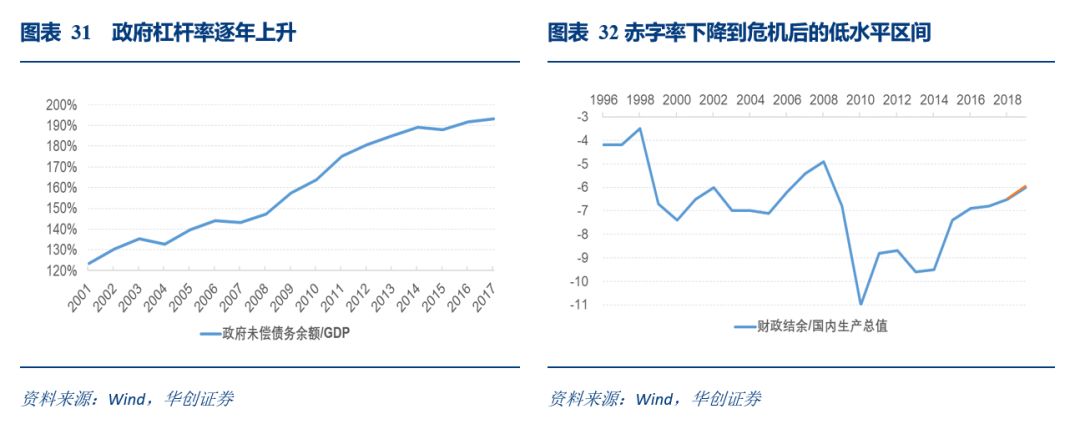 图表 31 政府杠杆率逐年上升
200%
190%
180%
170%
160%
150%
140%
130%
120%
2001 2002 2003 2004 2005 2006 2007 2008 2009 2010 2011 2012 2013 2014 2015 2016 2017
政府未偿债务余额/GDP
资料来源：Wind，华创证券
图表 32 赤字率下降到危机后的低水平区间
1996 1998 2000 2002 2004 2006 2008 2010 2012 2014 2016 2018
-3
-4
-5
-6
-7
-8
-9
-10
-11
财政结余/国内生产总值
资料来源：Wind，华创证券